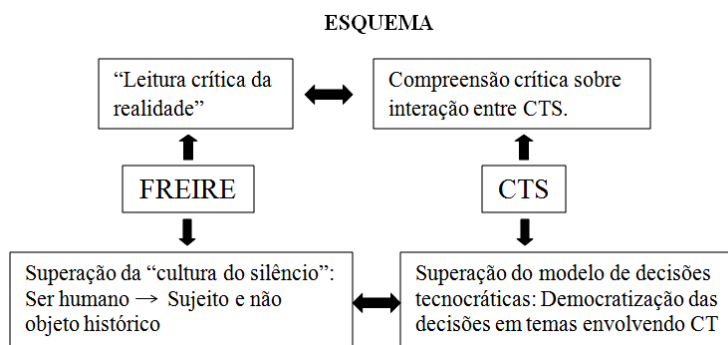 ESQUEMA
“Leitura crítica da
realidade”
Compreensão crítica sobre
interação entre CTS.
FREIRE
CTS
Superação da “cultura do silêncio”:
Ser humano → Sujeito e não
objeto histórico
Superação do modelo de decisões
tecnocráticas: Democratização das
decisões em temas envolvendo CT